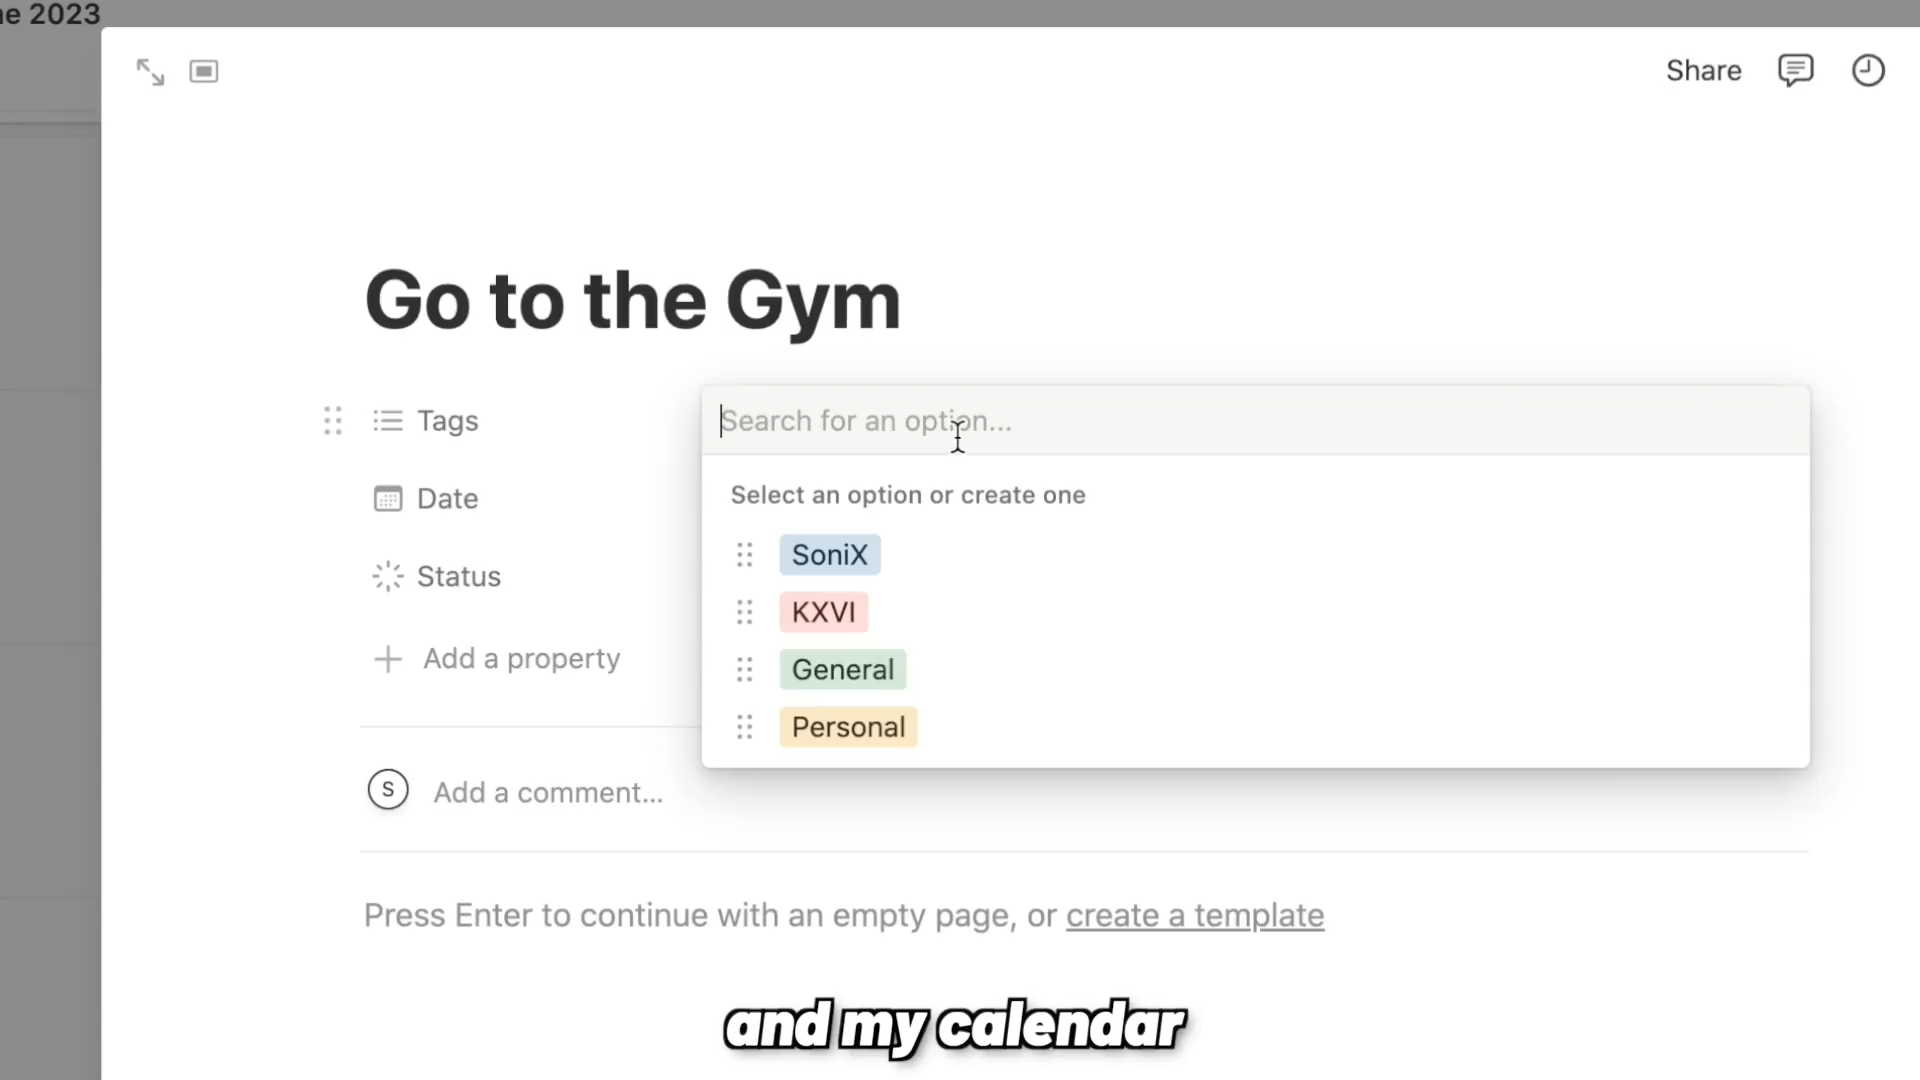 ne 2023
Share
Go to the Gym
Tags
Search for an option...
Select an option or create one
Date
SoniX
Status
KXVI
Add a property
General
Personal
S
Add a comment...
Press Enter to continue with an empty page, or create a template
and my calendar